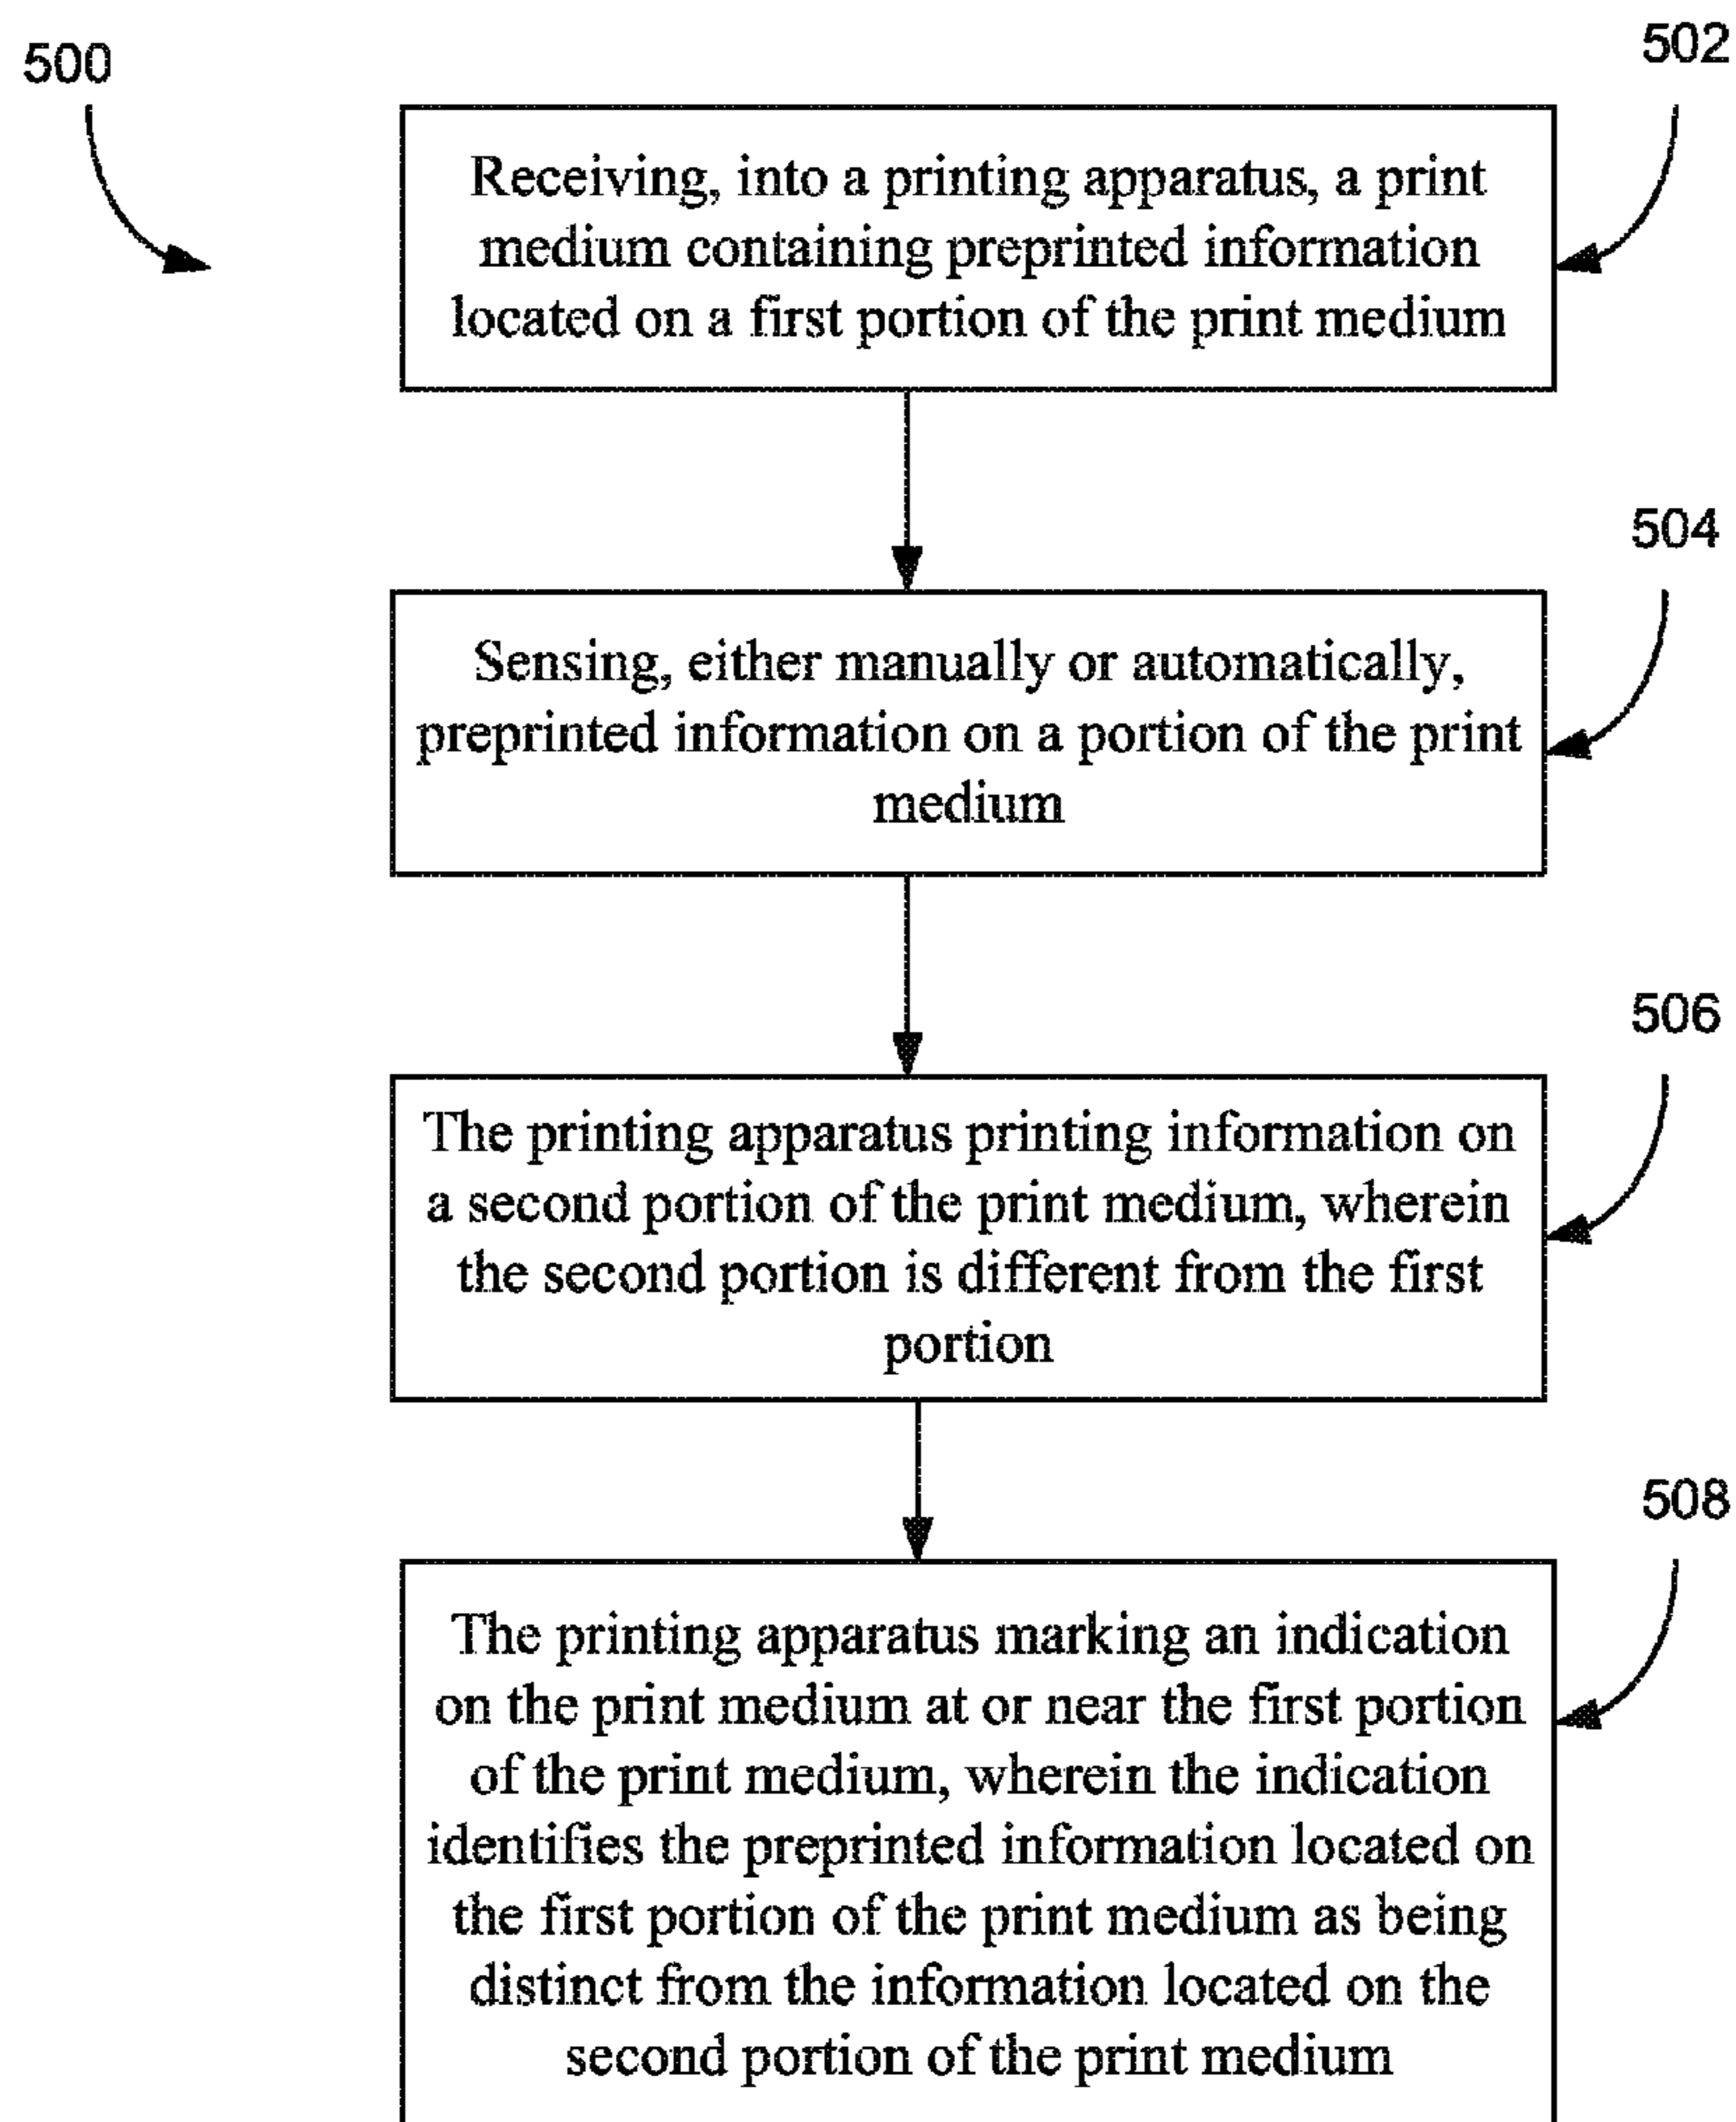 500
502
Receiving, into a printing apparatus, a print
medium containing preprinted information
located on a first portion of the print medium
504
Sensing, either manually or automatically,
preprinted information on a portion of the print
medium
506
The printing apparatus printing information on
a second portion of the print medium, wherein
the second portion is different from the first
portion
508
The printing apparatus marking an indication
on the print medium at or near the first portion
of the print medium, wherein the indication
identifies the preprinted information located on
the first portion of the print medium as being
distinct from the information located on the
second portion of the print medium